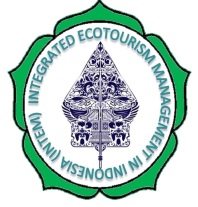 INTEGRATED ECOTOURISM MANAGEMENT IN INDONESIA (INTEM)